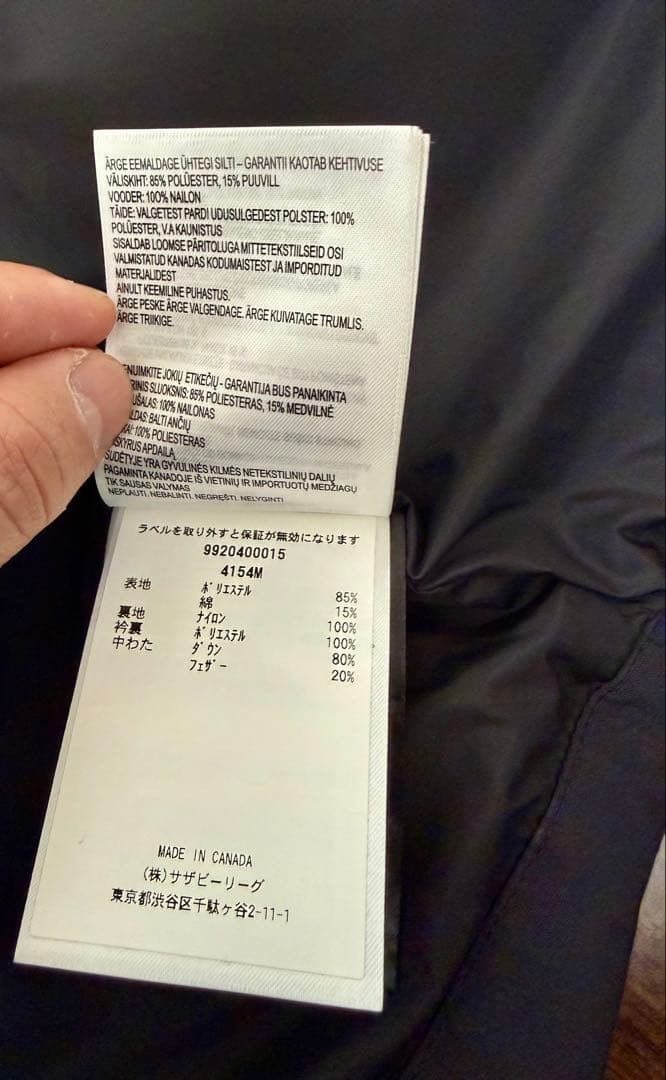 ÄRGE EEMALDAGE ÜHTEGI SILTI – GARANTII KAOTAB KEHTIVUSE
VÄLISKIHT: 85% POLÜESTER, 15% PUUVILL
VOODER: 100% NAILON
TÄIDE: VALGETEST PARDI UDUSULGEDEST POLSTER: 100%
POLÜESTER, V.A KAUNISTUS
SISALDAB LOOMSE PÄRITOLUGA MITTETEKSTIILSEID OSI
VALMISTATUD KANADAS KODUMAISTEST JA IMPORDITUD
MATERJALIDEST
AINULT KEEMILINE PUHASTUS.
ÄRGE PESKE ÄRGE VALGENDAGE. ÄRGE KUIVATAGE TRUMLIS.
ÄRGE TRIIKIGE.
JOKIŲ ETIKEČIŲ - GARANTIJA BUS PANAIKINTA
SLUOKSNIS: 85% POLIESTERAS, 15% MEDVILNĖ
100% NAILONAS
BALTI ANČIŲ
100% POLIESTERAS
APDAILĄ
SUDĖTYJE YRA GYVULINĖS KILMĖS NETEKSTILINIŲ DALIŲ
PAGAMINTA KANADOJE IŠ VIETINIŲ IR IMPORTUOTŲ MEDŽIAGŲ
TIK SAUSAS VALYMAS
NEPLAUTI. NEBALINTI. NEGRĘŠTI. NELYGINTI
ラベルを取り外すと保証が無効になります
9920400015
4154M
表地 ポリエステル 85%
綿 15%
裏地 ナイロン 100%
衿裏 ポリエステル 100%
中わた ダウン 80%
フェザー 20%
MADE IN CANADA
(株)サザビーリーグ
東京都渋谷区千駄ヶ谷2-11-1